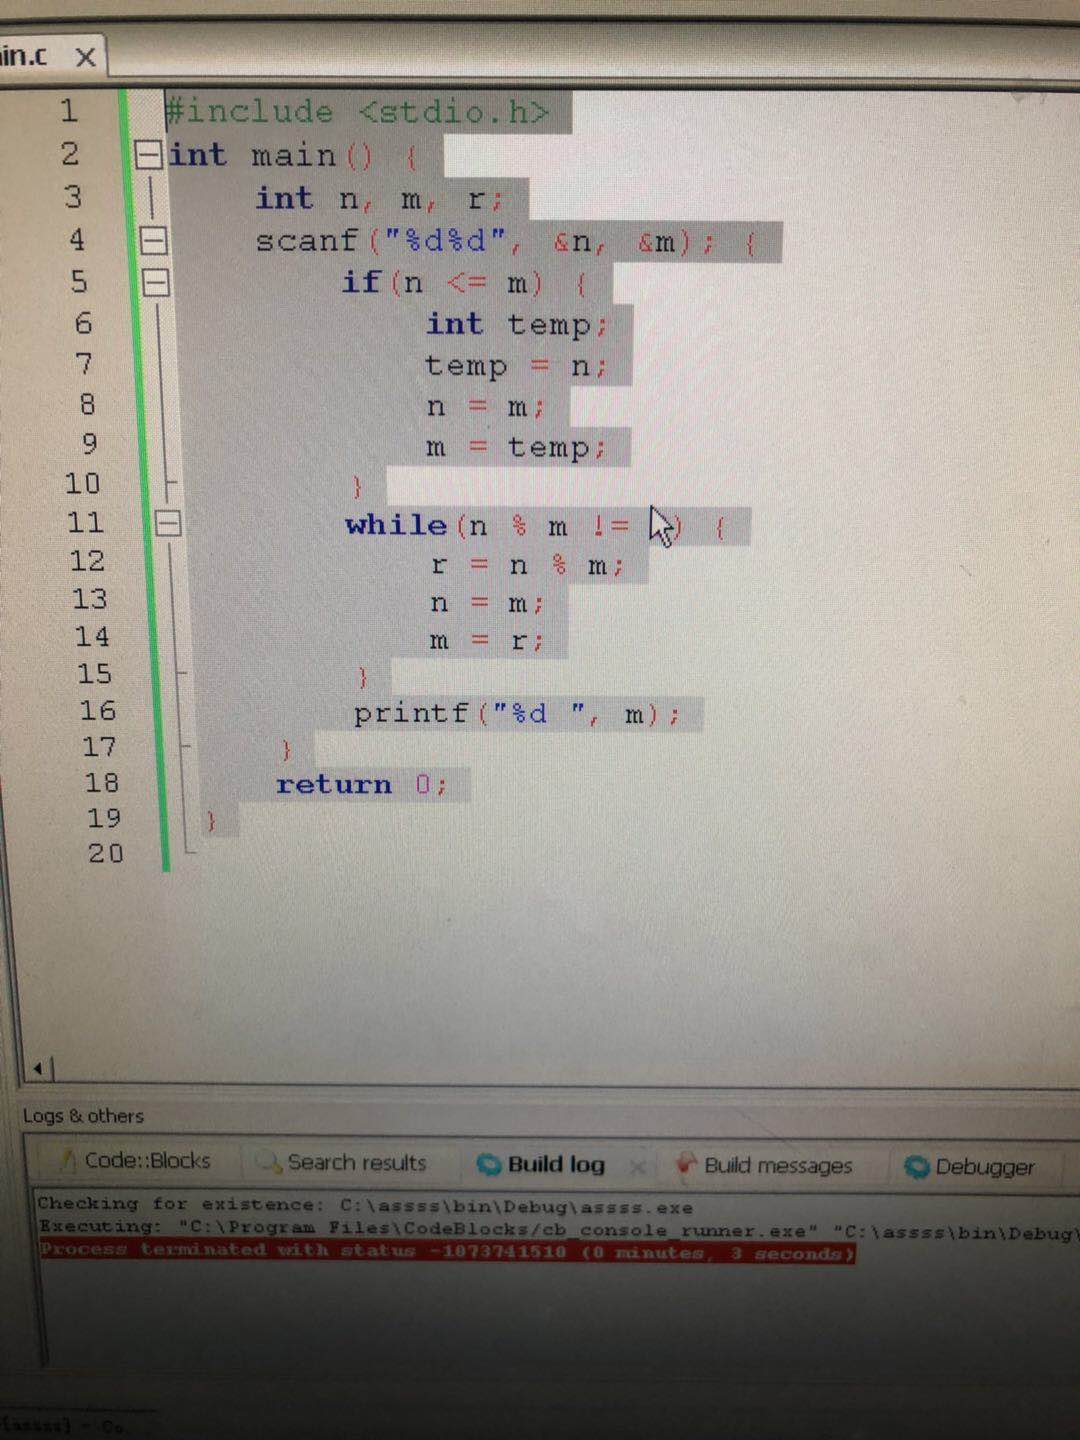 in.c X
1 #include <stdio.h>
2 int main() {
3 int n, m, r;
4 scanf("%d%d", &n, &m); {
5 if(n <= m) {
6 int temp;
7 temp = n;
8 n = m;
9 m = temp;
10 }
11 while(n % m != ) {
12 r = n % m;
13 n = m;
14 m = r;
15 }
16 printf("%d ", m);
17 }
18 return 0;
19 }
20
Logs & others
Code::Blocks Search results Build log Build messages Debugger
Checking for existence: C:\assss\bin\Debug\assss.exe
Executing: "C:\Program Files\CodeBlocks/cb_console_runner.exe" "C:\assss\bin\Debug\
Process terminated with status -1073741510 (0 minutes, 3 seconds)